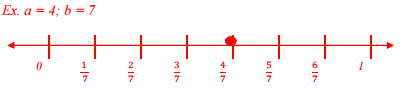 Ex. a = 4; b = 7
0 1/7 2/7 3/7 4/7 5/7 6/7 1